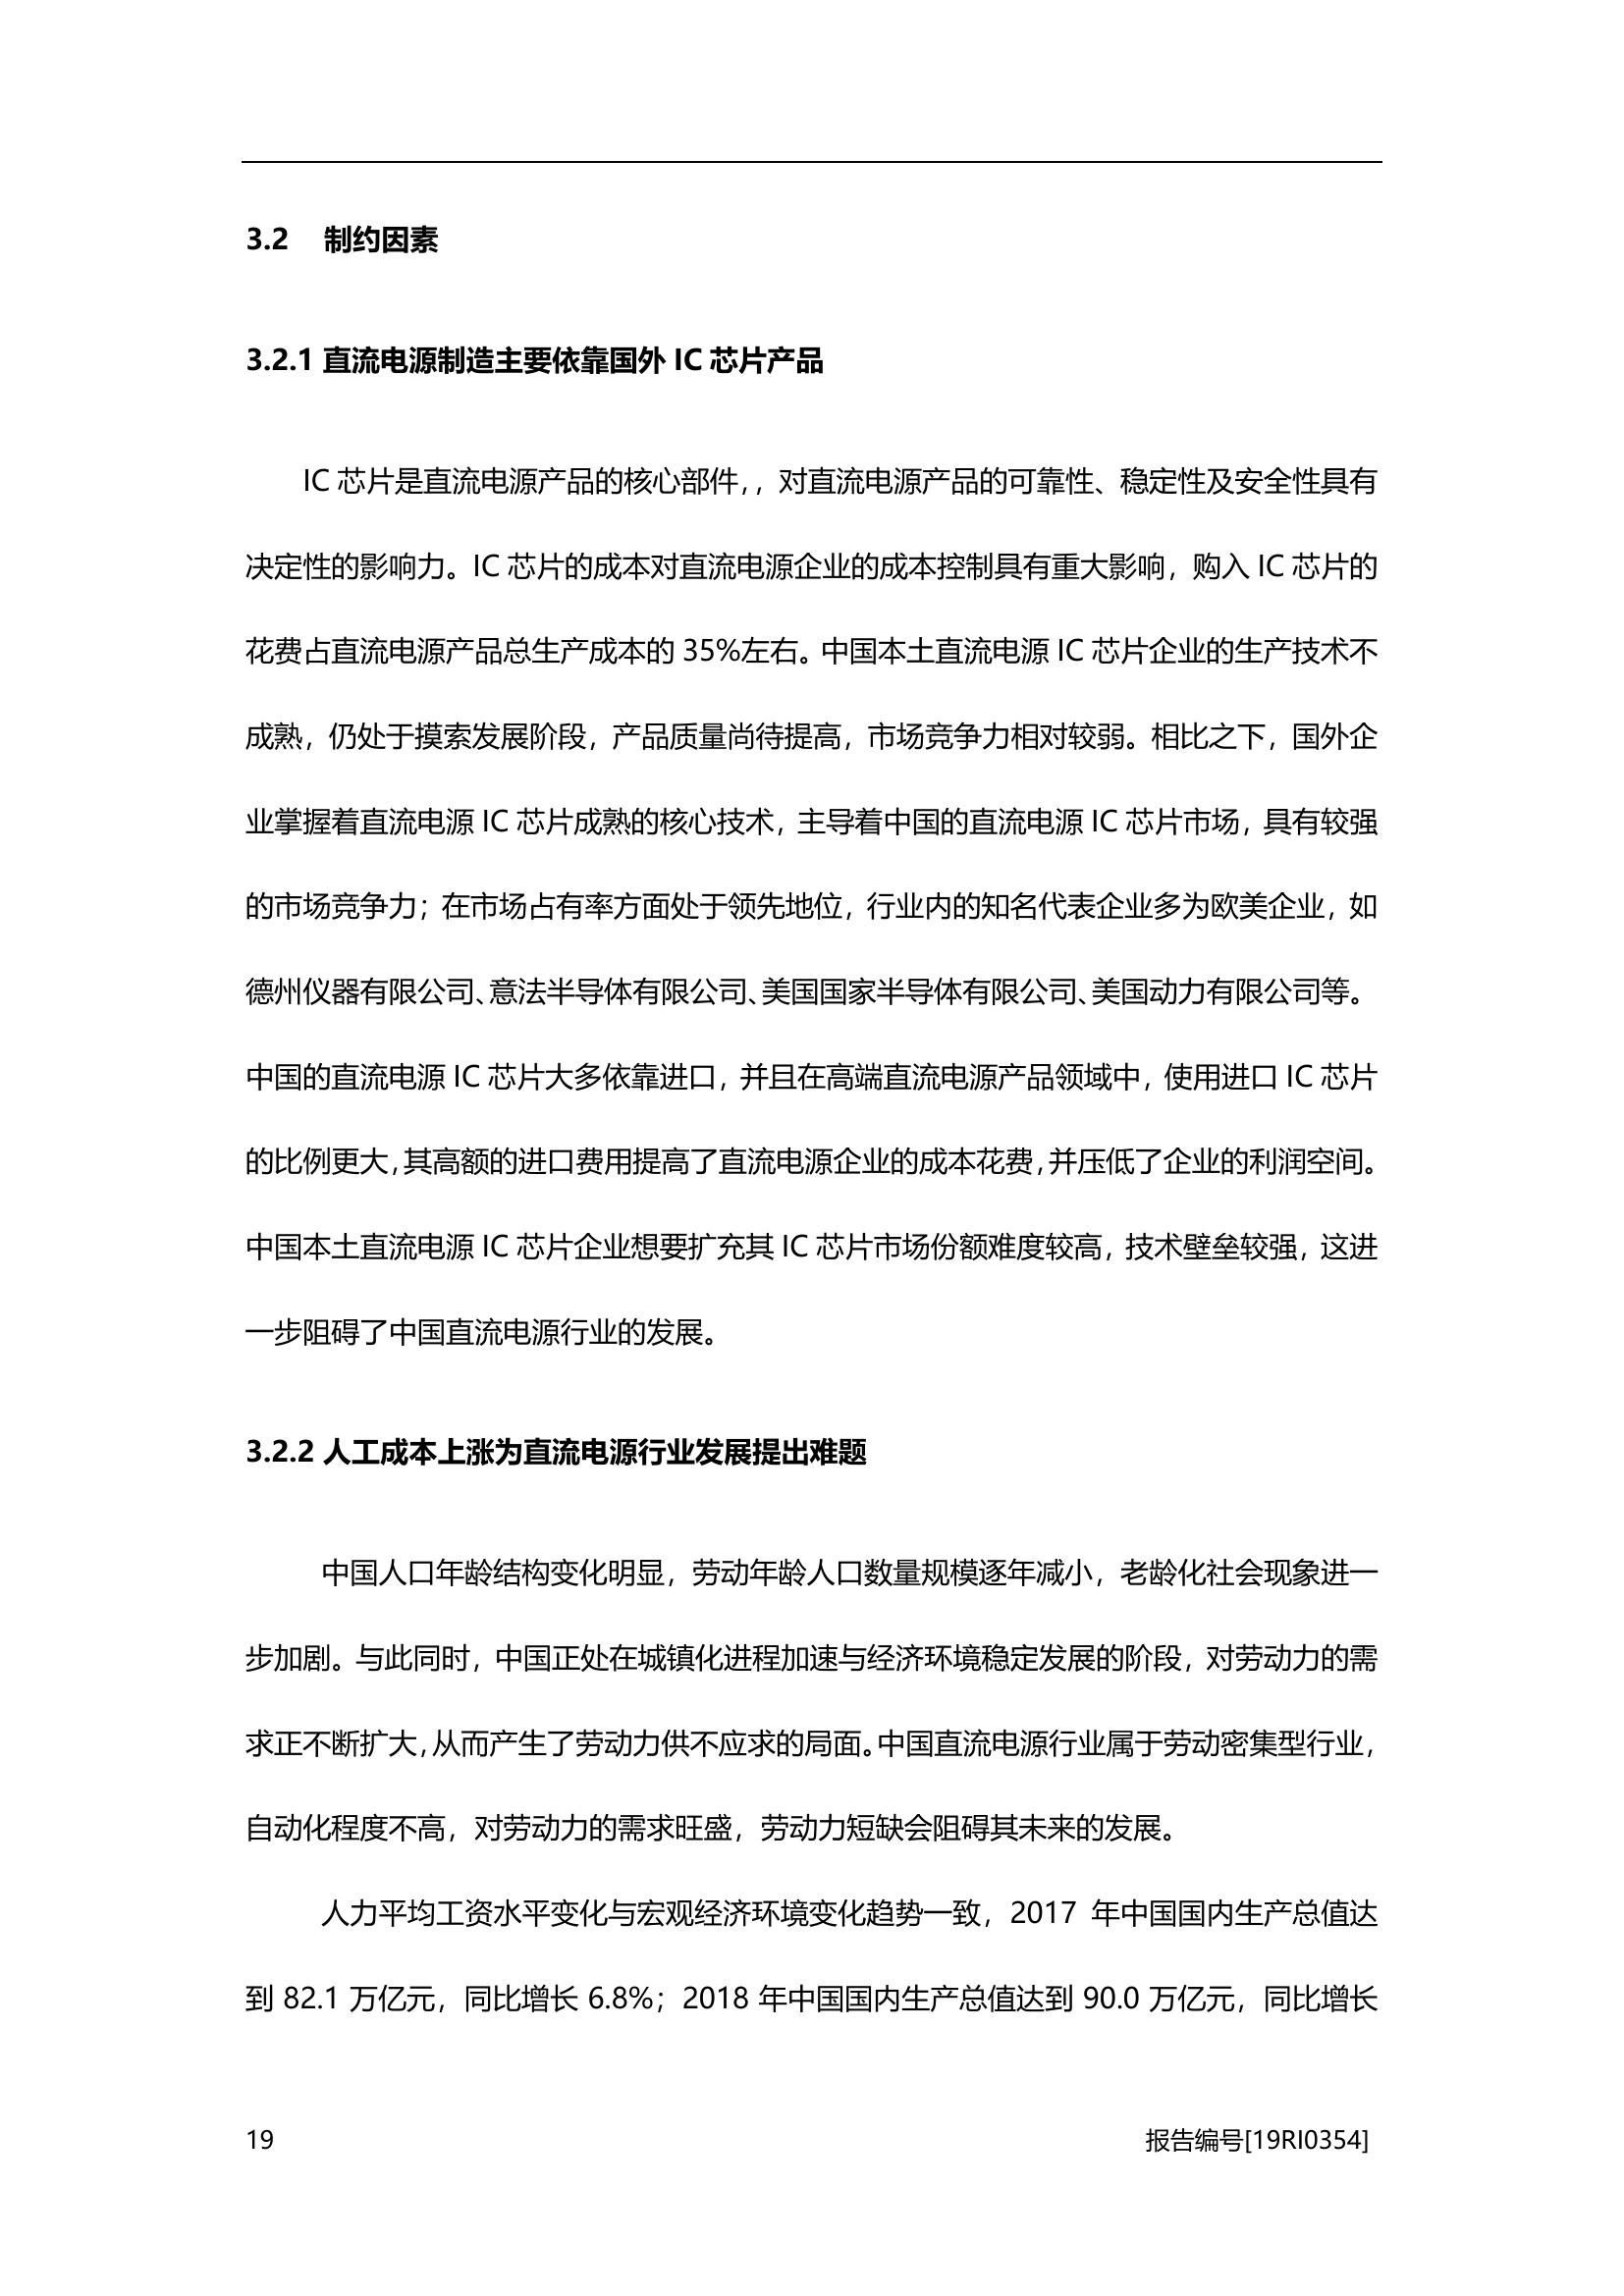 3.2 制约因素
3.2.1 直流电源制造主要依靠国外 IC 芯片产品
IC 芯片是直流电源产品的核心部件，，对直流电源产品的可靠性、稳定性及安全性具有
决定性的影响力。IC 芯片的成本对直流电源企业的成本控制具有重大影响，购入 IC 芯片的
花费占直流电源产品总生产成本的 35%左右。中国本土直流电源 IC 芯片企业的生产技术不
成熟，仍处于摸索发展阶段，产品质量尚待提高，市场竞争力相对较弱。相比之下，国外企
业掌握着直流电源 IC 芯片成熟的核心技术，主导着中国的直流电源 IC 芯片市场，具有较强
的市场竞争力；在市场占有率方面处于领先地位，行业内的知名代表企业多为欧美企业，如
德州仪器有限公司、意法半导体有限公司、美国国家半导体有限公司、美国动力有限公司等。
中国的直流电源 IC 芯片大多依靠进口，并且在高端直流电源产品领域中，使用进口 IC 芯片
的比例更大，其高额的进口费用提高了直流电源企业的成本花费，并压低了企业的利润空间。
中国本土直流电源 IC 芯片企业想要扩充其 IC 芯片市场份额难度较高，技术壁垒较强，这进
一步阻碍了中国直流电源行业的发展。
3.2.2 人工成本上涨为直流电源行业发展提出难题
中国人口年龄结构变化明显，劳动年龄人口数量规模逐年减小，老龄化社会现象进一
步加剧。与此同时，中国正处在城镇化进程加速与经济环境稳定发展的阶段，对劳动力的需
求正不断扩大，从而产生了劳动力供不应求的局面。中国直流电源行业属于劳动密集型行业，
自动化程度不高，对劳动力的需求旺盛，劳动力短缺会阻碍其未来的发展。
人力平均工资水平变化与宏观经济环境变化趋势一致，2017 年中国国内生产总值达
到 82.1 万亿元，同比增长 6.8%；2018 年中国国内生产总值达到 90.0 万亿元，同比增长
19 报告编号[19RI0354]